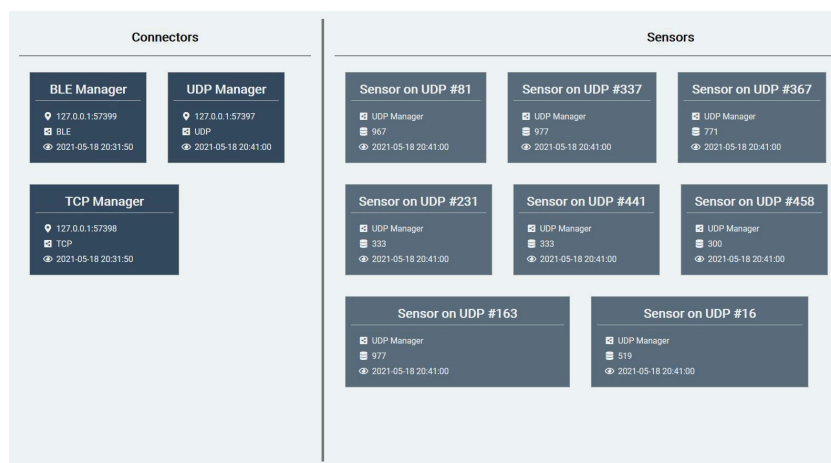 Connectors
BLE Manager
127.0.0.1:57399
BLE
2021-05-18 20:31:50
UDP Manager
127.0.0.1:57397
UDP
2021-05-18 20:41:00
TCP Manager
127.0.0.1:57398
TCP
2021-05-18 20:31:50
Sensors
Sensor on UDP #81
UDP Manager
967
2021-05-18 20:41:00
Sensor on UDP #337
UDP Manager
977
2021-05-18 20:41:00
Sensor on UDP #367
UDP Manager
771
2021-05-18 20:41:00
Sensor on UDP #231
UDP Manager
333
2021-05-18 20:41:00
Sensor on UDP #441
UDP Manager
333
2021-05-18 20:41:00
Sensor on UDP #458
UDP Manager
300
2021-05-18 20:41:00
Sensor on UDP #163
UDP Manager
977
2021-05-18 20:41:00
Sensor on UDP #16
UDP Manager
519
2021-05-18 20:41:00